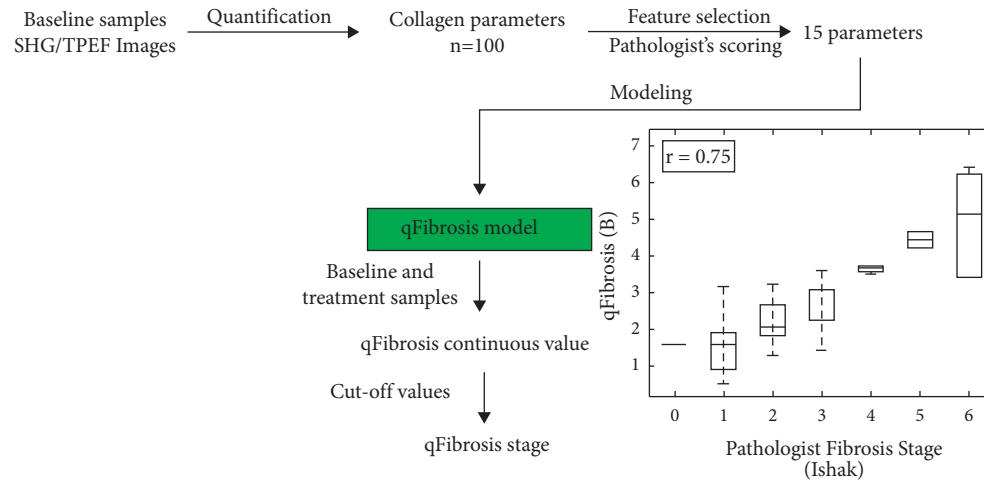 Baseline samples
SHG/TPEF Images
Quantification
Collagen parameters
n=100
Feature selection
Pathologist's scoring
15 parameters
Modeling
qFibrosis model
Baseline and
treatment samples
qFibrosis continuous value
Cut-off values
qFibrosis stage
r = 0.75
qFibrosis (B)
7
6
5
4
3
2
1
0 1 2 3 4 5 6
Pathologist Fibrosis Stage
(Ishak)